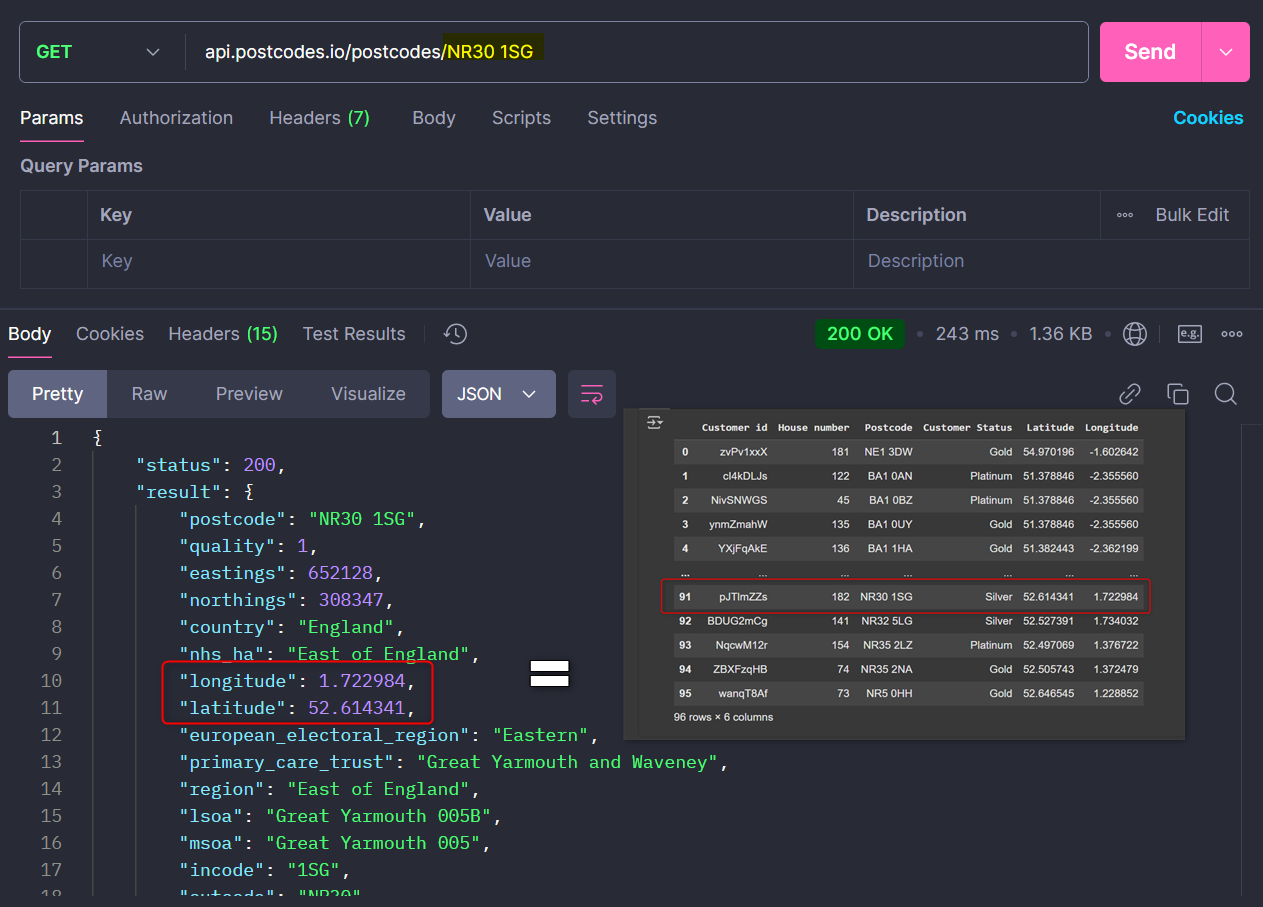 GET api.postcodes.io/postcodes/NR30 1SG Send
Params Authorization Headers (7) Body Scripts Settings Cookies
Query Params
Key Value Description Bulk Edit
Key Value Description
Body Cookies Headers (15) Test Results 200 OK 243 ms 1.36 KB e.g.
Pretty Raw Preview Visualize JSON
1 {
2 "status": 200,
3 "result": {
4 "postcode": "NR30 1SG",
5 "quality": 1,
6 "eastings": 652128,
7 "northings": 308347,
8 "country": "England",
9 "nhs_ha": "East of England",
10 "longitude": 1.722984,
11 "latitude": 52.614341,
12 "european_electoral_region": "Eastern",
13 "primary_care_trust": "Great Yarmouth and Waveney",
14 "region": "East of England",
15 "lsoa": "Great Yarmouth 005B",
16 "msoa": "Great Yarmouth 005",
17 "incode": "1SG",
18 "outcode": "NR30"
Customer id House number Postcode Customer Status Latitude Longitude
0 zvPv1xxX 181 NE1 3DW Gold 54.970196 -1.602642
1 cl4kDLJs 122 BA1 0AN Platinum 51.378846 -2.355560
2 NivSNWGS 45 BA1 0BZ Platinum 51.378846 -2.355560
3 ynmZmahW 135 BA1 0UY Gold 51.378846 -2.355560
4 YXjFqAkE 136 BA1 1HA Gold 51.382443 -2.362199
... ... ... ... ... ... ...
91 pJTlmZZs 182 NR30 1SG Silver 52.614341 1.722984
92 BDUG2mCg 141 NR32 5LG Silver 52.527391 1.734032
93 NqcwM12r 154 NR35 2LZ Platinum 52.497069 1.376722
94 ZBXFzqHB 74 NR35 2NA Gold 52.505743 1.372479
95 wanqT8Af 73 NR5 0HH Gold 52.646545 1.228852
96 rows × 6 columns